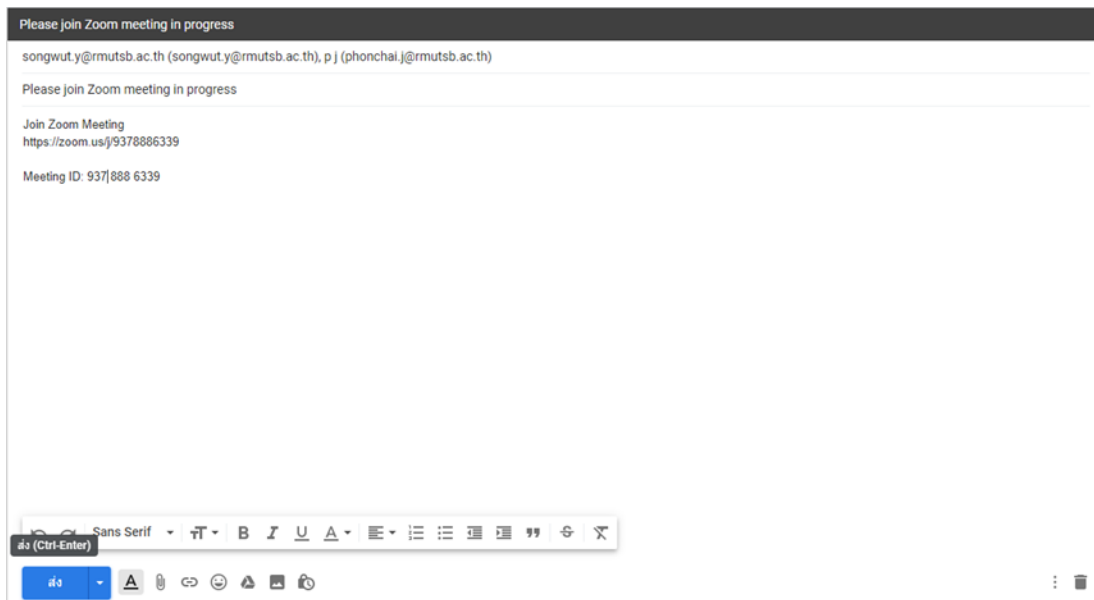 Please join Zoom meeting in progress
songwut.y@rmutsb.ac.th (songwut.y@rmutsb.ac.th), p j (phonchai.j@rmutsb.ac.th)
Please join Zoom meeting in progress
Join Zoom Meeting
https://zoom.us/j/9378886339
Meeting ID: 937 888 6339
Sans Serif
ส่ง (Ctrl-Enter)
ส่ง